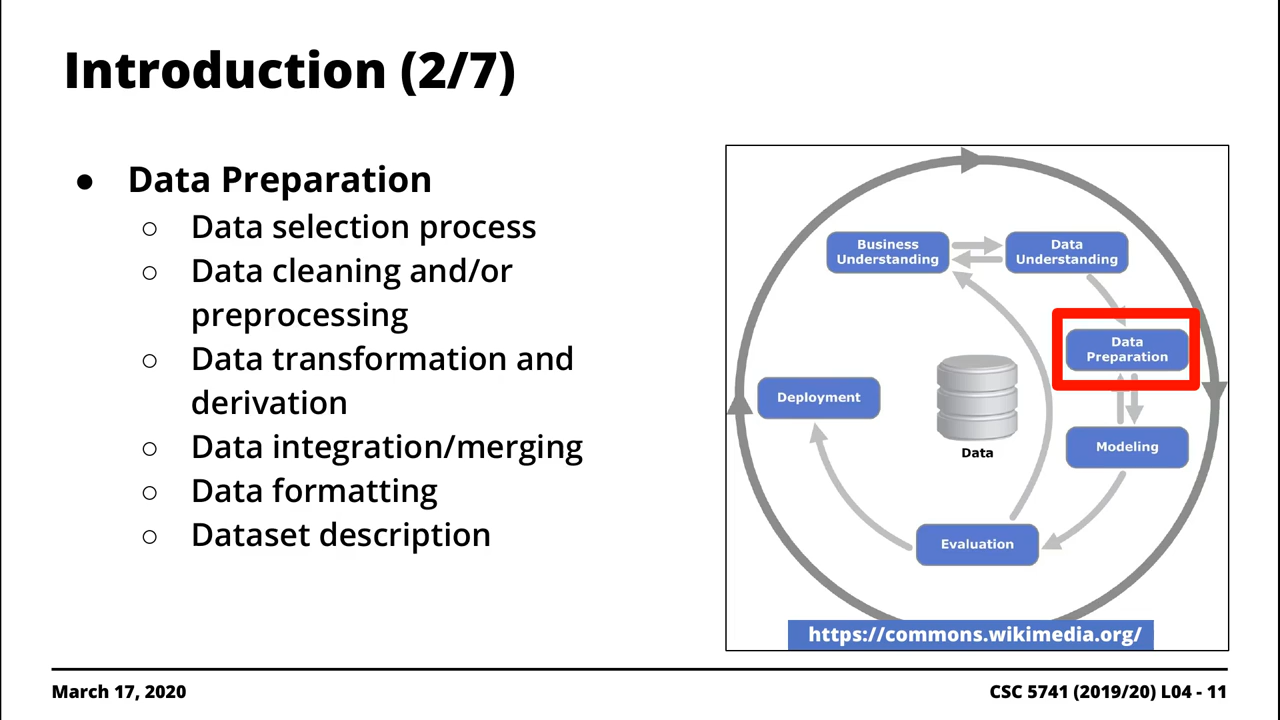 Introduction (2/7)
● Data Preparation
○ Data selection process
○ Data cleaning and/or
preprocessing
○ Data transformation and
derivation
○ Data integration/merging
○ Data formatting
○ Dataset description
Business
Understanding
Data
Understanding
Data
Preparation
Deployment
Data
Modeling
Evaluation
https://commons.wikimedia.org/
March 17, 2020
CSC 5741 (2019/20) L04 - 11